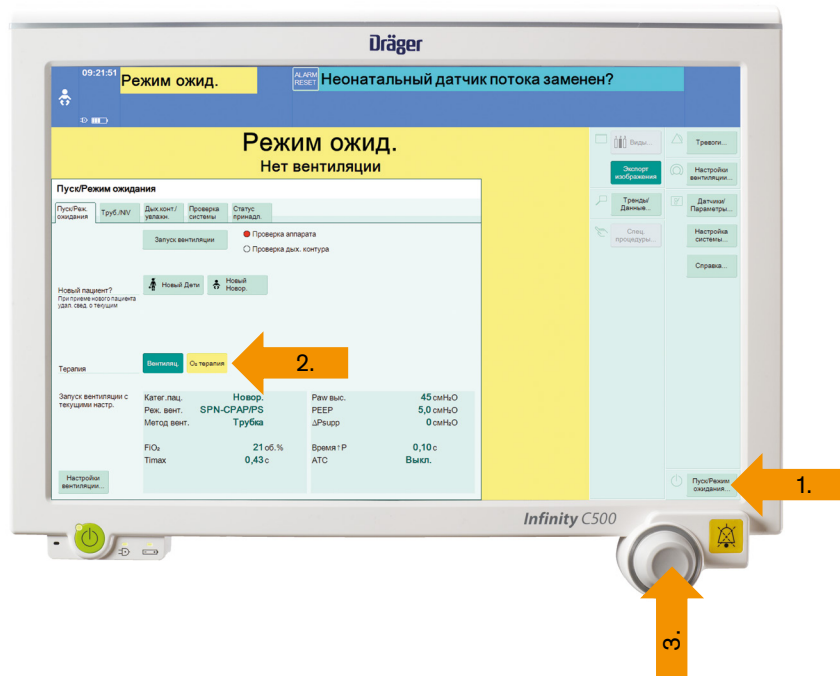 Dräger
09:21:51
Режим ожид.
ALARM
RESET
Неонатальный датчик потока заменен?
Режим ожид.
Нет вентиляции
Пуск/Режим ожидания
Пуск/Реж.
ожидания
Труб./NIV
Дых.конт./
увлажн.
Проверка
системы
Статус
принадл.
Запуск вентиляции
Проверка аппарата
Проверка дых. контура
Новый пациент?
При приеме нового пациента
удал. свед. о текущим
Новый Дети
Новый
Новор.
Терапия
Вентиляц.
O₂ терапия
2.
Запуск вентиляции с
текущими настр.
Катег.пац. Новор.
Реж. вент. SPN-CPAP/PS
Метод вент. Трубка
FiO₂ 21 об.%
Timax 0,43 с
Paw выс. 45 смH₂O
PEEP 5,0 смH₂O
ΔPsupp 0 смH₂O
Время↑P 0,10 с
ATC Выкл.
Настройки
вентиляции...
Виды...
Тревоги...
Экспорт
изображения
Настройки
вентиляции...
Тренды/
Данные...
Датчики/
Параметры...
Спец.
процедуры...
Настройка
системы...
Справка...
Пуск/Режим
ожидания...
1.
Infinity C500
3.